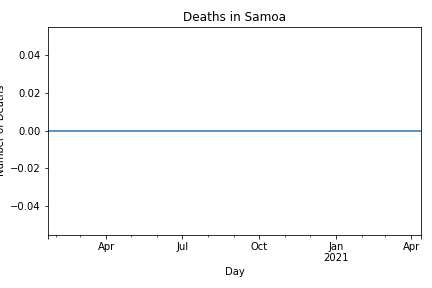 Deaths in Samoa
Number of Deaths
0.04
0.02
0.00
−0.02
−0.04
Apr
Jul
Oct
Jan
2021
Apr
Day